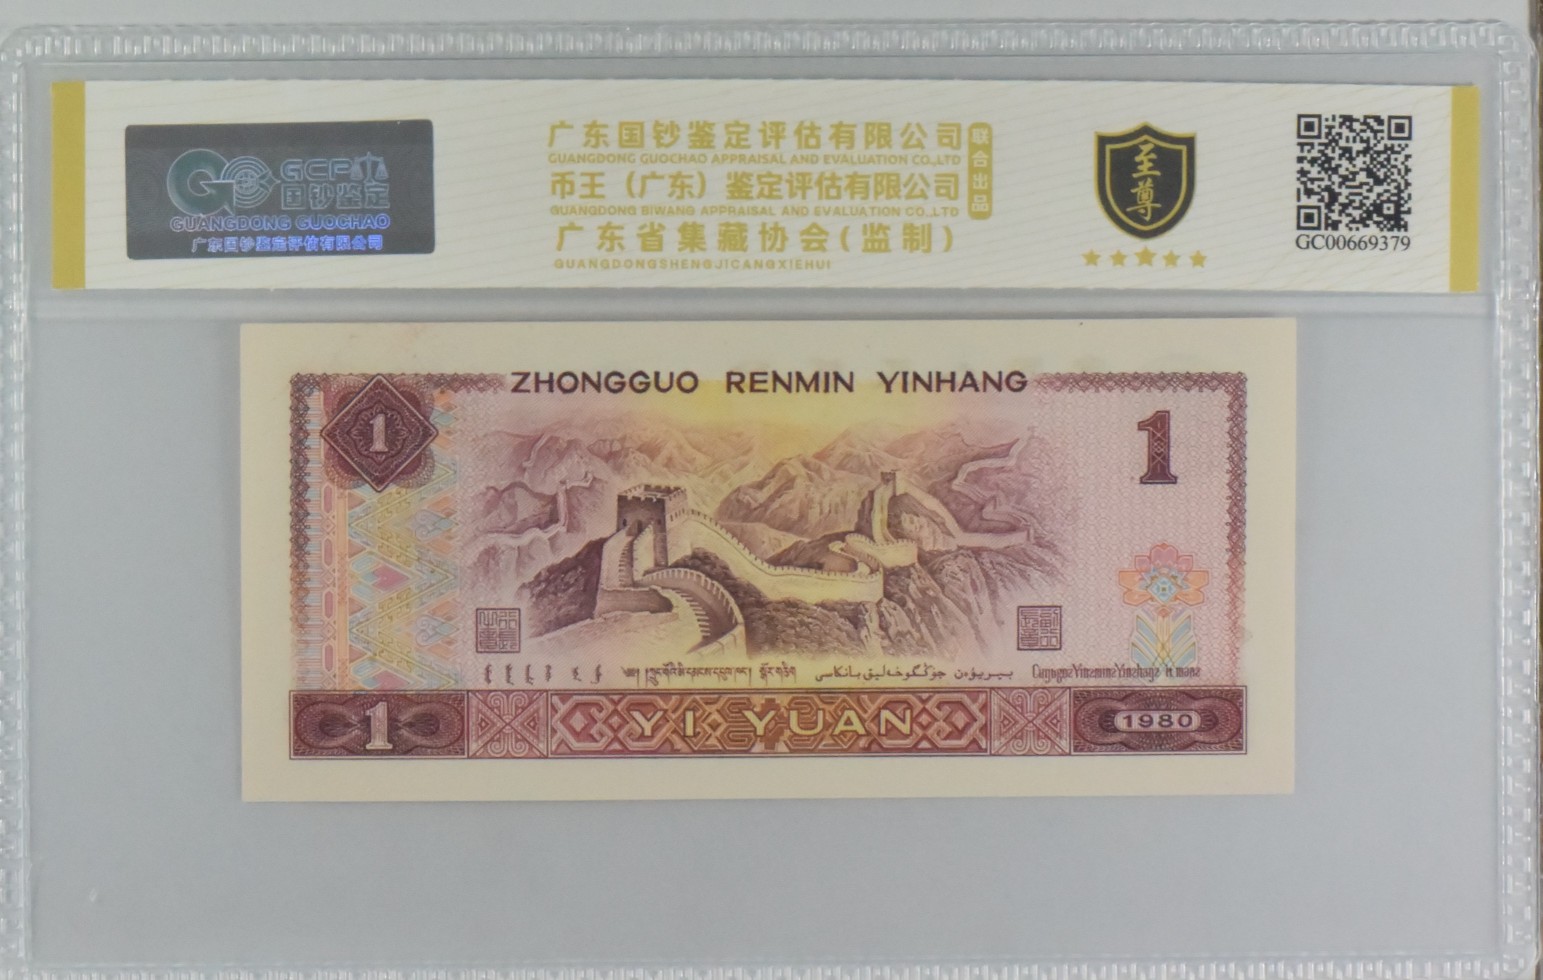 GCP
国钞鉴定
GUANGDONG GUOCHAO
广东国钞鉴定评估有限公司
广东国钞鉴定评估有限公司
GUANGDONG GUOCHAO APPRAISAL AND EVALUATION CO.,LTD
币王（广东）鉴定评估有限公司
GUANGDONG BIWANG APPRAISAL AND EVALUATION CO.,LTD
广东省集藏协会(监制)
GUANGDONGSHENGJICANGXIEHUI
联合出品
至尊
GC00669379
ZHONGGUO RENMIN YINHANG
1
1
1
YI YUAN
1980